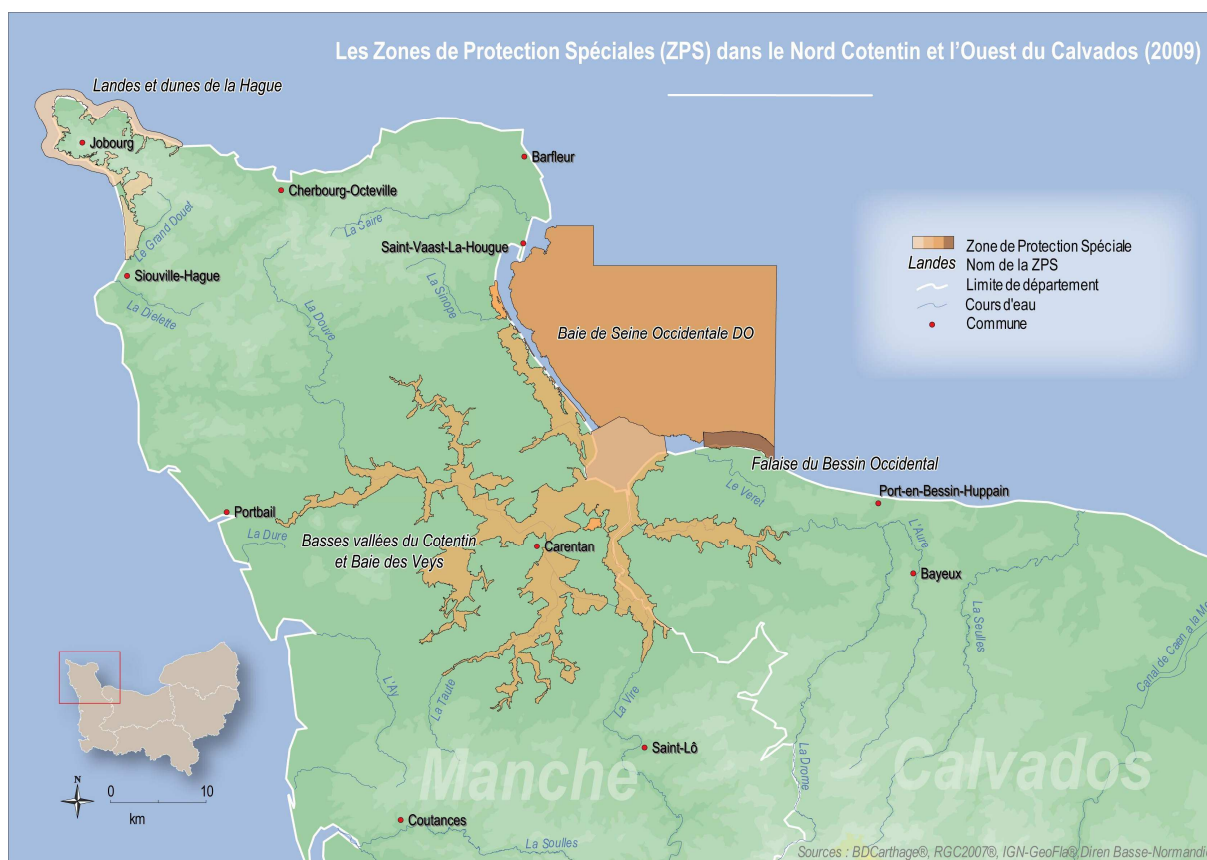 Les Zones de Protection Spéciales (ZPS) dans le Nord Cotentin et l'Ouest du Calvados (2009)
Landes et dunes de la Hague
Jobourg
Barfleur
Cherbourg-Octeville
La Saire
Le Grand Douet
Saint-Vaast-La-Hougue
Zone de Protection Spéciale
Landes
Nom de la ZPS
Limite de département
Cours d'eau
Commune
Siouville-Hague
La Sinope
La Dielette
La Douve
Baie de Seine Occidentale DO
Falaise du Bessin Occidental
Le Veret
Port-en-Bessin-Huppain
Portbail
La Dure
Basses vallées du Cotentin
et Baie des Veys
Carentan
L'Aure
Bayeux
La Seulles
Canal de Caen à la Me
L'Ay
La Taute
La Vire
Saint-Lô
La Drome
Manche
Calvados
N
0 10
km
Coutances
La Soulles
Sources : BDCarthage®, RGC2007®, IGN-GeoFla®, Diren Basse-Normandie